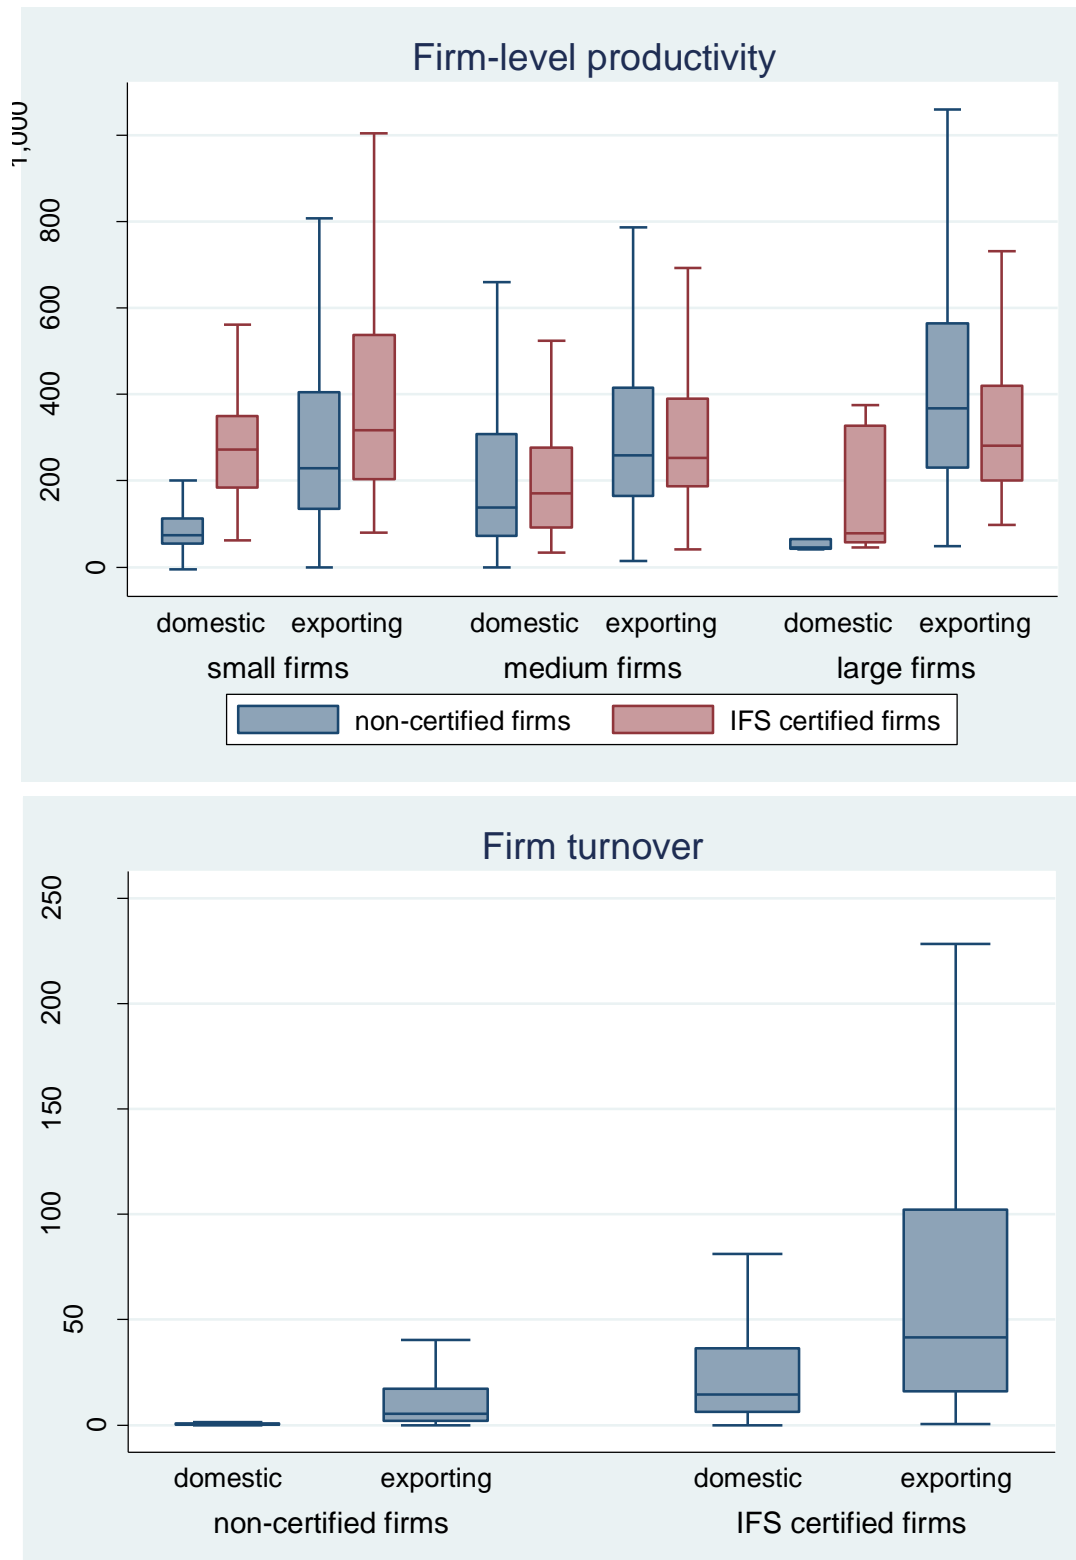 Firm-level productivity
1,000
800
600
400
200
0
domestic exporting domestic exporting domestic exporting
small firms medium firms large firms
non-certified firms IFS certified firms
Firm turnover
250
200
150
100
50
0
domestic exporting domestic exporting
non-certified firms IFS certified firms